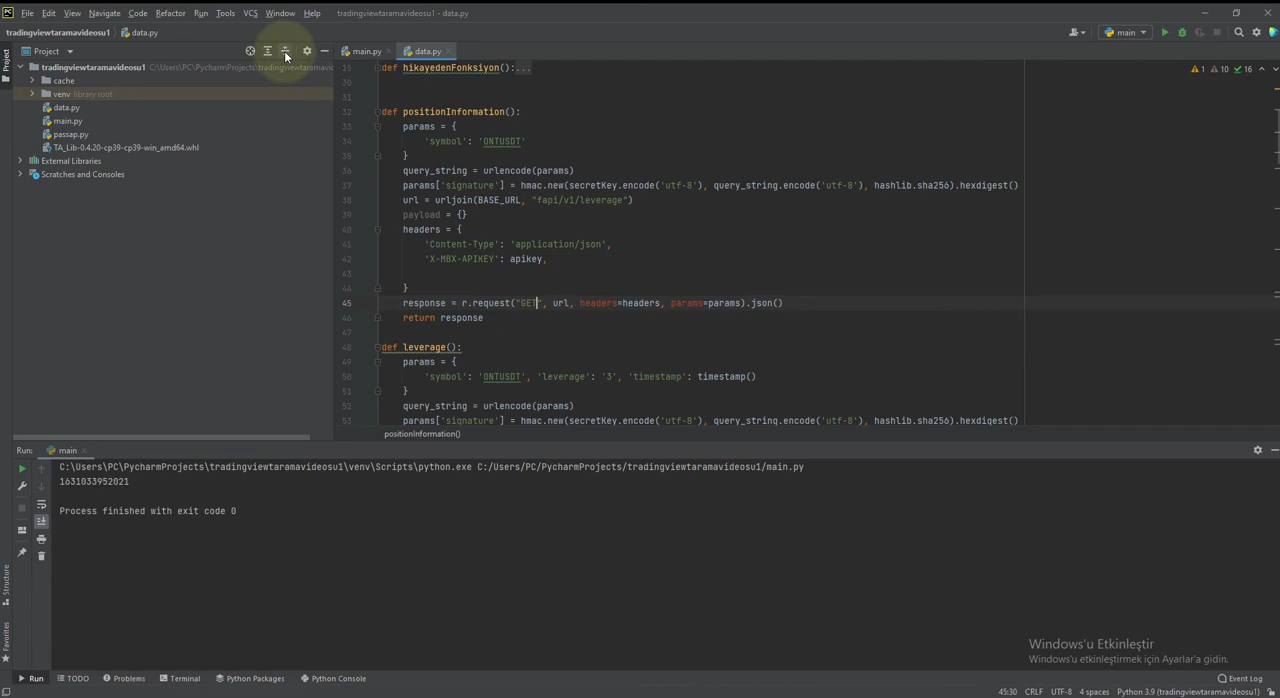 PC File Edit View Navigate Code Refactor Run Tools VCS Window Help tradingviewtaramavideosu1 - data.py
tradingviewtaramavideosu1 data.py main
Project main.py data.py
Project
tradingviewtaramavideosu1 C:\Users\PC\PycharmProjects\tradingviewtaramavid
cache
venv library root
data.py
main.py
passap.py
TA_Lib-0.4.20-cp39-cp39-win_amd64.whl
External Libraries
Scratches and Consoles
1 10 16
15 def hikayedenFonksiyon():...
30
31
32 def positionInformation():
33 params = {
34 'symbol': 'ONTUSDT'
35 }
36 query_string = urlencode(params)
37 params['signature'] = hmac.new(secretKey.encode('utf-8'), query_string.encode('utf-8'), hashlib.sha256).hexdigest()
38 url = urljoin(BASE_URL, "fapi/v1/leverage")
39 payload = {}
40 headers = {
41 'Content-Type': 'application/json',
42 'X-MBX-APIKEY': apikey,
43
44 }
45 response = r.request("GET", url, headers=headers, params=params).json()
46 return response
47
48 def leverage():
49 params = {
50 'symbol': 'ONTUSDT', 'leverage': '3', 'timestamp': timestamp()
51 }
52 query_string = urlencode(params)
53 params['signature'] = hmac.new(secretKey.encode('utf-8'), query_string.encode('utf-8'), hashlib.sha256).hexdigest()
positionInformation()
Run: main
C:\Users\PC\PycharmProjects\tradingviewtaramavideosu1\venv\Scripts\python.exe C:/Users/PC/PycharmProjects/tradingviewtaramavideosu1/main.py
1631033952021
Process finished with exit code 0
Structure
Favorites
Windows'u Etkinleştir
Windows'u etkinleştirmek için Ayarlar'a gidin.
Run TODO Problems Terminal Python Packages Python Console Event Log
45:30 CRLF UTF-8 4 spaces Python 3.9 (tradingviewtaramavideosu1)